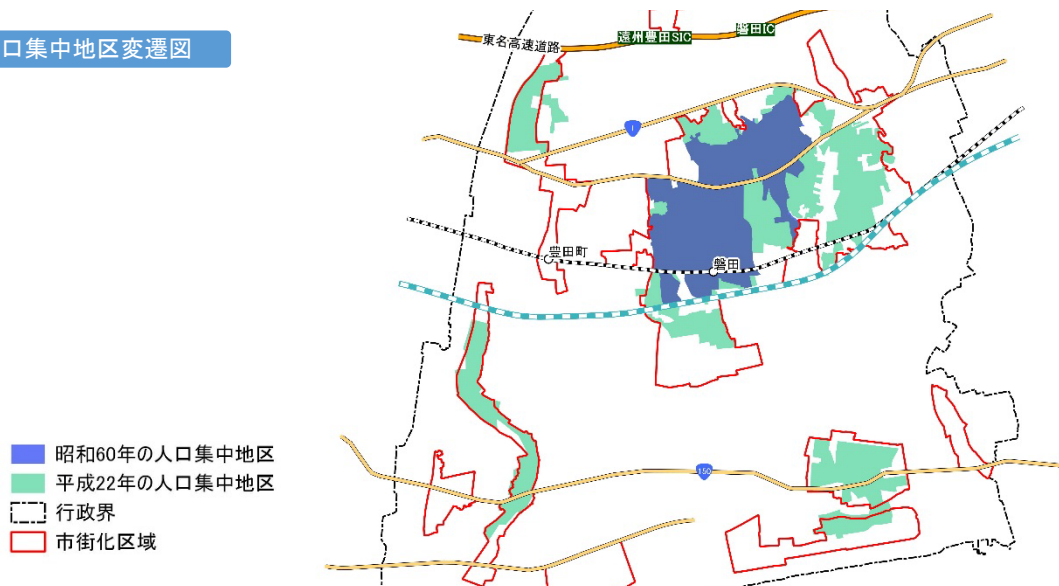 口集中地区変遷図
東名高速道路
遠州豊田SIC
磐田IC
1
豊田町
磐田
150
昭和60年の人口集中地区
平成22年の人口集中地区
行政界
市街化区域